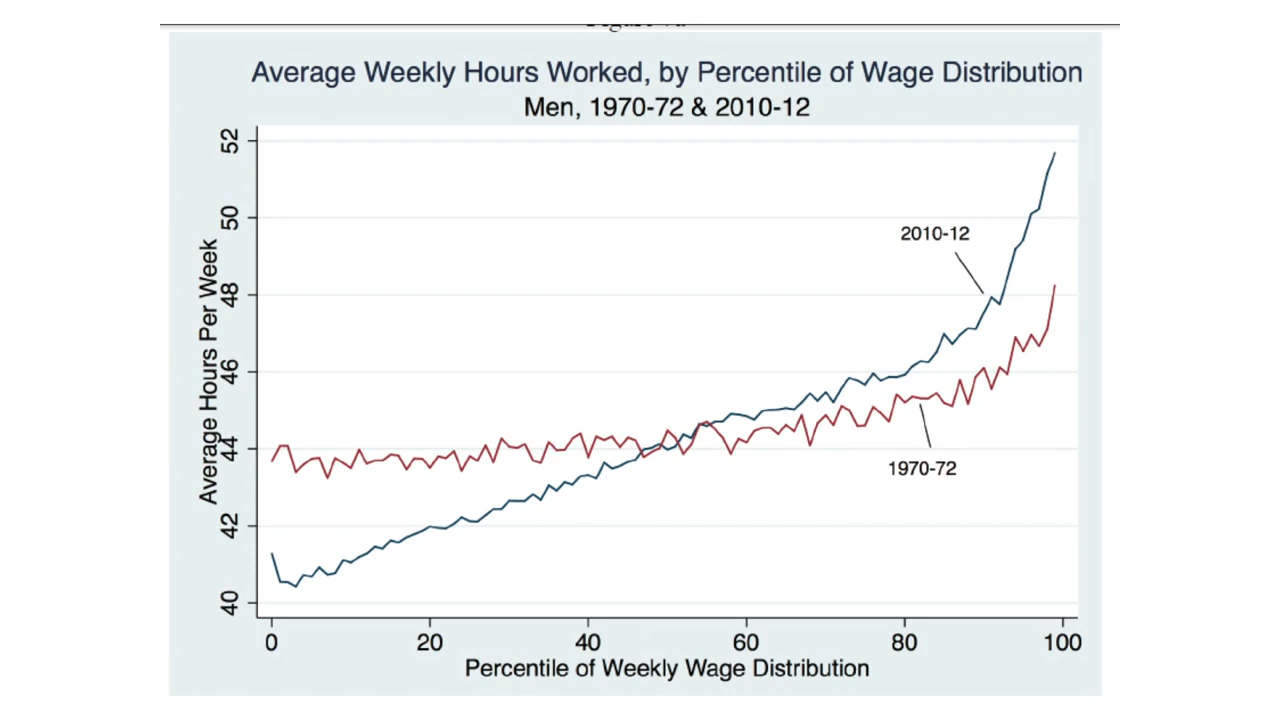 Average Weekly Hours Worked, by Percentile of Wage Distribution
Men, 1970-72 & 2010-12
Average Hours Per Week
52
50
48
46
44
42
40
2010-12
1970-72
0 20 40 60 80 100
Percentile of Weekly Wage Distribution